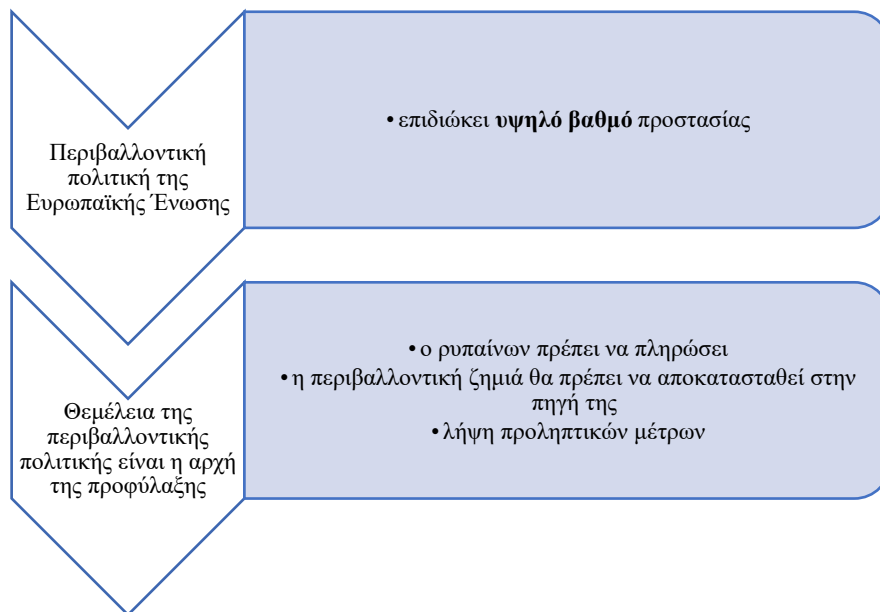 Περιβαλλοντική
πολιτική της
Ευρωπαϊκής Ένωσης
• επιδιώκει υψηλό βαθμό προστασίας
Θεμέλεια της
περιβαλλοντικής
πολιτικής είναι η αρχή
της προφύλαξης
• ο ρυπαίνων πρέπει να πληρώσει
• η περιβαλλοντική ζημιά θα πρέπει να αποκατασταθεί στην
πηγή της
• λήψη προληπτικών μέτρων